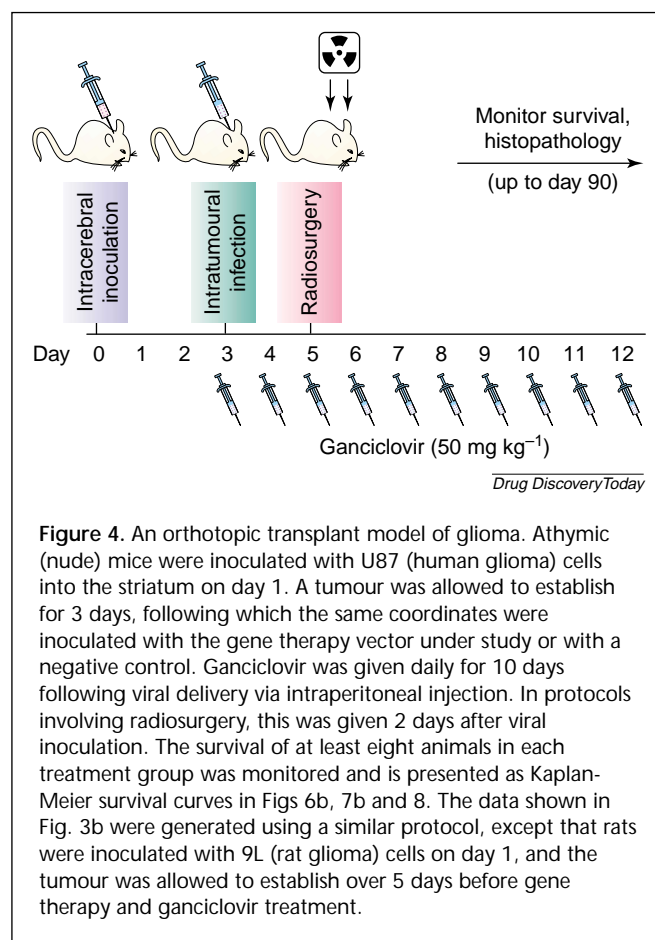 Monitor survival,
histopathology
(up to day 90)
Intracerebral
inoculation
Intratumoural
infection
Radiosurgery
Day 0 1 2 3 4 5 6 7 8 9 10 11 12
Ganciclovir (50 mg kg–1)
Drug Discovery Today
Figure 4. An orthotopic transplant model of glioma. Athymic
(nude) mice were inoculated with U87 (human glioma) cells
into the striatum on day 1. A tumour was allowed to establish
for 3 days, following which the same coordinates were
inoculated with the gene therapy vector under study or with a
negative control. Ganciclovir was given daily for 10 days
following viral delivery via intraperitoneal injection. In protocols
involving radiosurgery, this was given 2 days after viral
inoculation. The survival of at least eight animals in each
treatment group was monitored and is presented as Kaplan-
Meier survival curves in Figs 6b, 7b and 8. The data shown in
Fig. 3b were generated using a similar protocol, except that rats
were inoculated with 9L (rat glioma) cells on day 1, and the
tumour was allowed to establish over 5 days before gene
therapy and ganciclovir treatment.